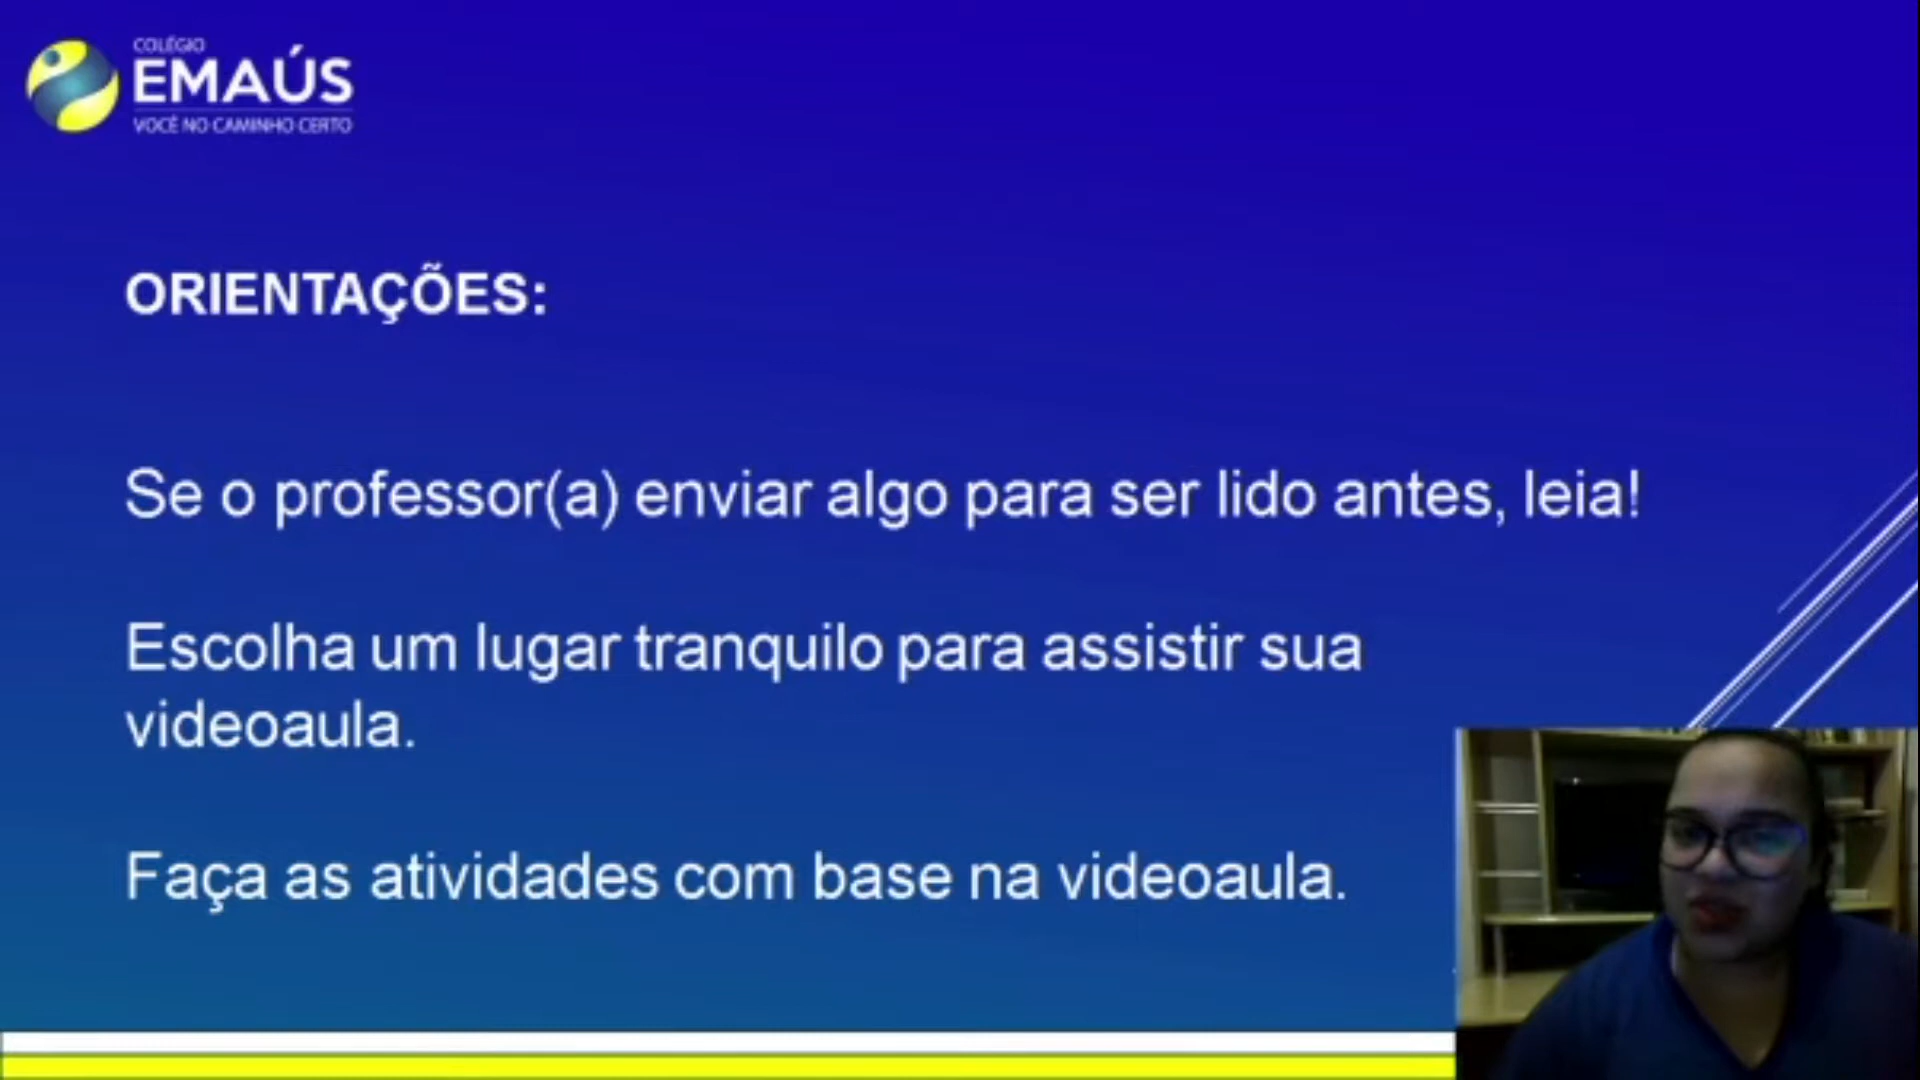 COLÉGIO
EMAÚS
VOCÊ NO CAMINHO CERTO
ORIENTAÇÕES:
Se o professor(a) enviar algo para ser lido antes, leia!
Escolha um lugar tranquilo para assistir sua
videoaula.
Faça as atividades com base na videoaula.